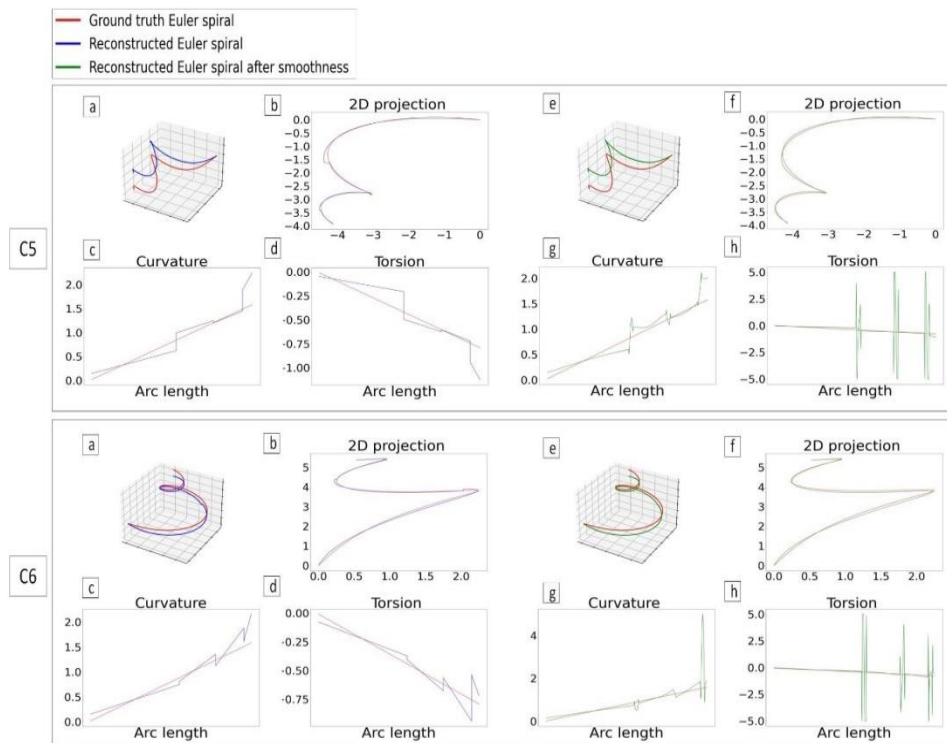 Ground truth Euler spiral
Reconstructed Euler spiral
Reconstructed Euler spiral after smoothness
C5
a
b
2D projection
0.0
−0.5
−1.0
−1.5
−2.0
−2.5
−3.0
−3.5
−4.0
−4 −3 −2 −1 0
e
f
2D projection
0.0
−0.5
−1.0
−1.5
−2.0
−2.5
−3.0
−3.5
−4.0
−4 −3 −2 −1 0
c
Curvature
2.0
1.5
1.0
0.5
0.0
Arc length
d
Torsion
0.00
−0.25
−0.50
−0.75
−1.00
Arc length
g
Curvature
2.0
1.5
1.0
0.5
0.0
Arc length
h
Torsion
5.0
2.5
0.0
−2.5
−5.0
Arc length
C6
a
b
2D projection
5
4
3
2
1
0
0.0 0.5 1.0 1.5 2.0
e
f
2D projection
5
4
3
2
1
0
0.0 0.5 1.0 1.5 2.0
c
Curvature
2.0
1.5
1.0
0.5
0.0
Arc length
d
Torsion
0.00
−0.25
−0.50
−0.75
Arc length
g
Curvature
4
2
0
Arc length
h
Torsion
5.0
2.5
0.0
−2.5
−5.0
Arc length